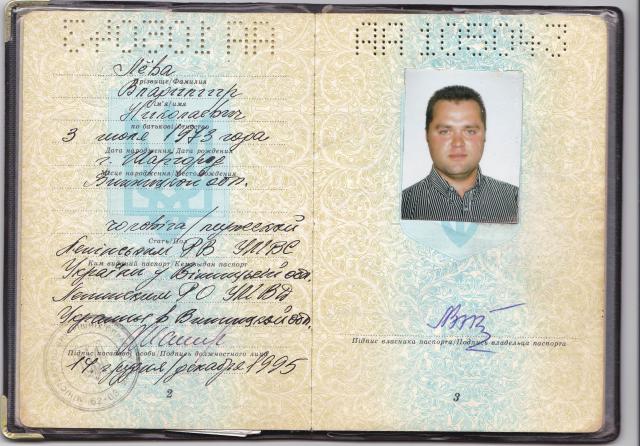 АА 105043
Лёва
Прізвище/Фамилия
Владимир
Ім'я/имя
Николаевич
по батькові/отчество
3 июля 1973 года
Дата народження/Дата рождения
г. Шаргород
Місце народження/Место рождения
Винницкой обл.
чоловіча/мужской
Стать/Пол
Ленінським РВ УМВС
Ким виданий паспорт/Кем выдан паспорт
України у Вінницькій обл.
Ленинским РО УМВД
Украины в Винницкой обл.
Підпис посадової особи/Подпись должностного лица
14 грудня/декабря 1995
2
АА 105043
Підпис власника паспорта/Подпись владельца паспорта
3